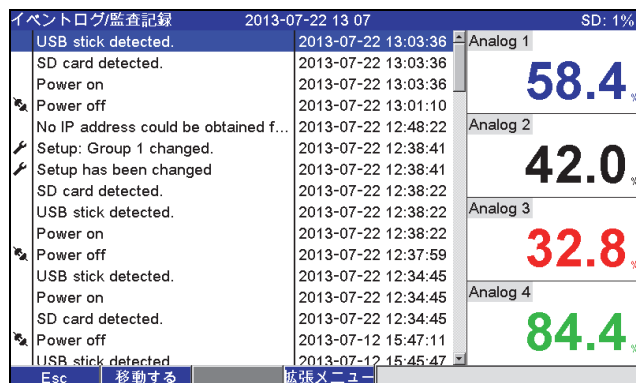 イベントログ/監査記録 2013-07-22 13 07 SD: 1%
USB stick detected. 2013-07-22 13:03:36
SD card detected. 2013-07-22 13:03:36
Power on 2013-07-22 13:03:36
Power off 2013-07-22 13:01:10
No IP address could be obtained f... 2013-07-22 12:48:22
Setup: Group 1 changed. 2013-07-22 12:38:41
Setup has been changed 2013-07-22 12:38:41
SD card detected. 2013-07-22 12:38:22
USB stick detected. 2013-07-22 12:38:22
Power on 2013-07-22 12:38:22
Power off 2013-07-22 12:37:59
USB stick detected. 2013-07-22 12:34:45
Power on 2013-07-22 12:34:45
SD card detected. 2013-07-22 12:34:45
Power off 2013-07-12 15:47:11
USB stick detected 2013-07-12 15:45:47
Analog 1
58.4 %
Analog 2
42.0 %
Analog 3
32.8 %
Analog 4
84.4 %
Esc 移動する 拡張メニュー